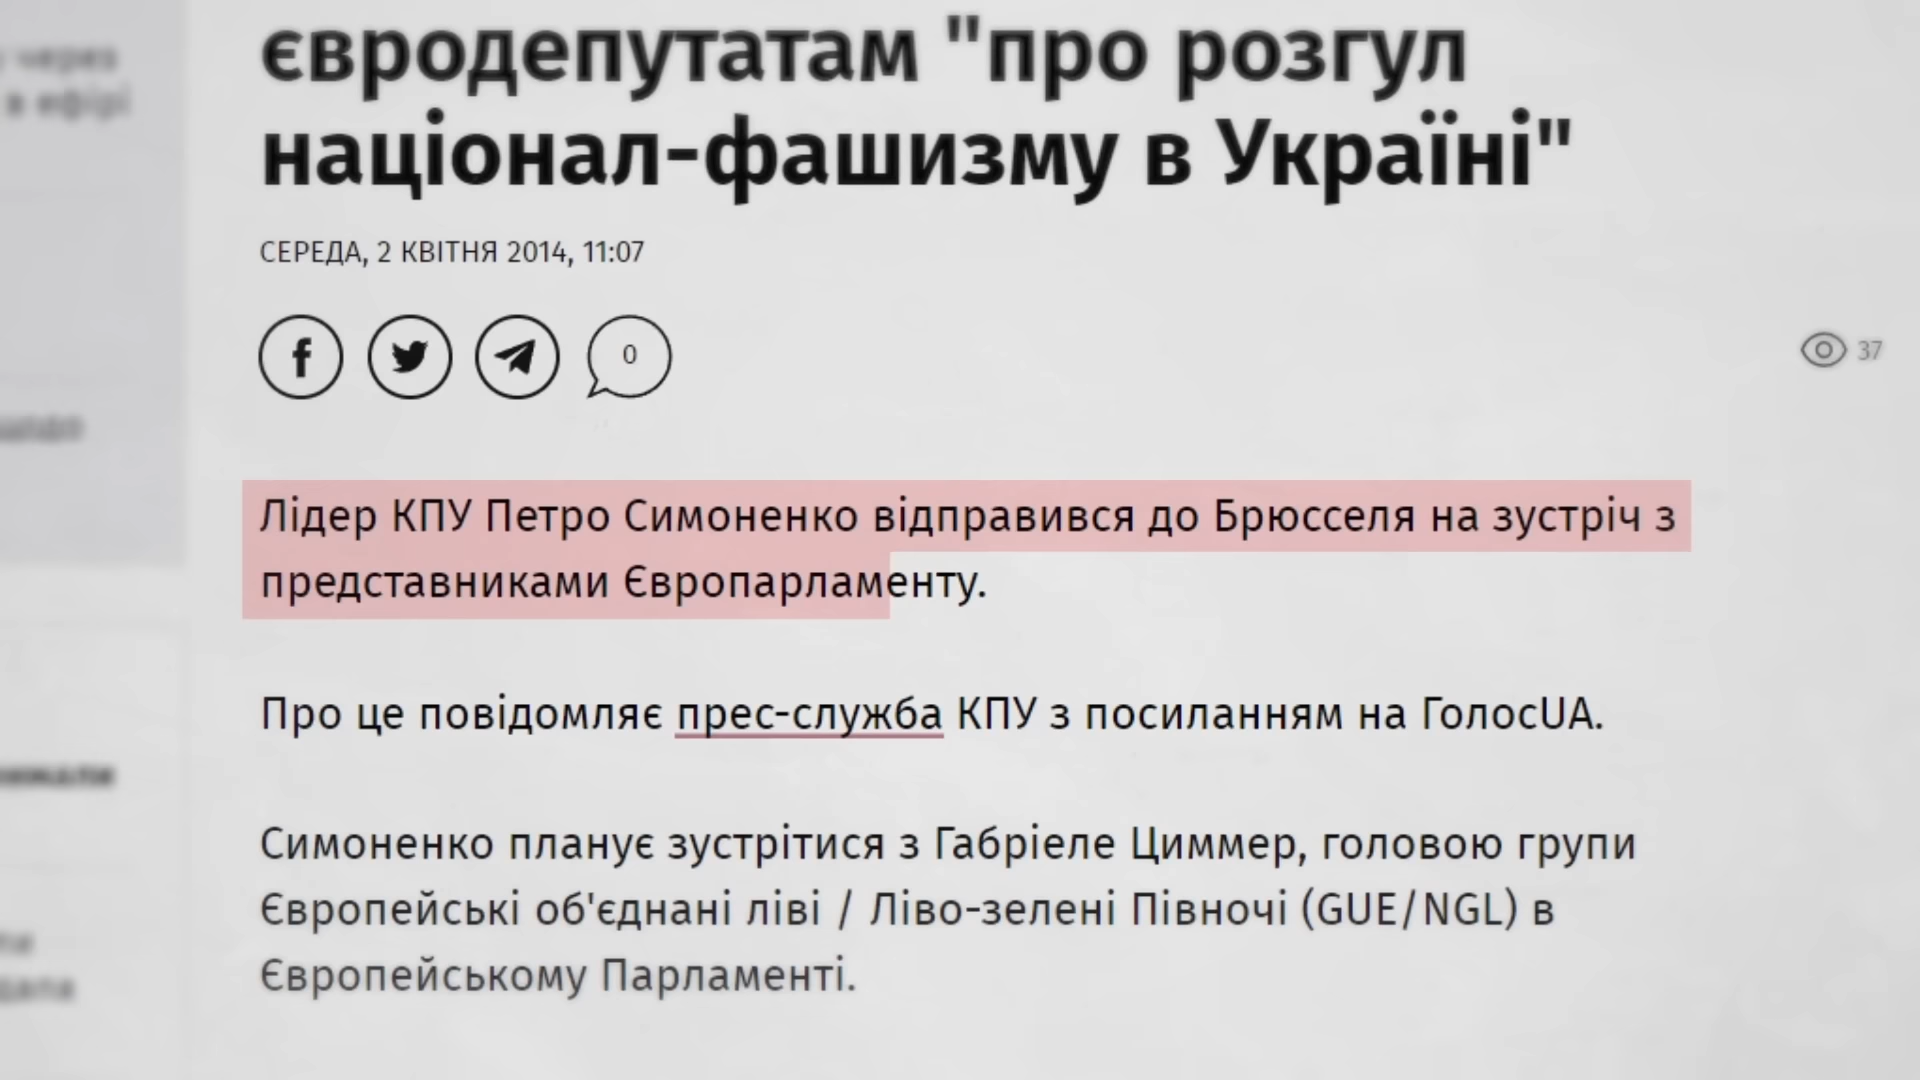 євродепутатам "про розгул
націонал-фашизму в Україні"
СЕРЕДА, 2 КВІТНЯ 2014, 11:07
0
37
Лідер КПУ Петро Симоненко відправився до Брюсселя на зустріч з
представниками Європарламенту.
Про це повідомляє прес-служба КПУ з посиланням на ГолосUA.
Симоненко планує зустрітися з Габріеле Циммер, головою групи
Європейські об'єднані ліві / Ліво-зелені Півночі (GUE/NGL) в
Європейському Парламенті.
через
в ефірі